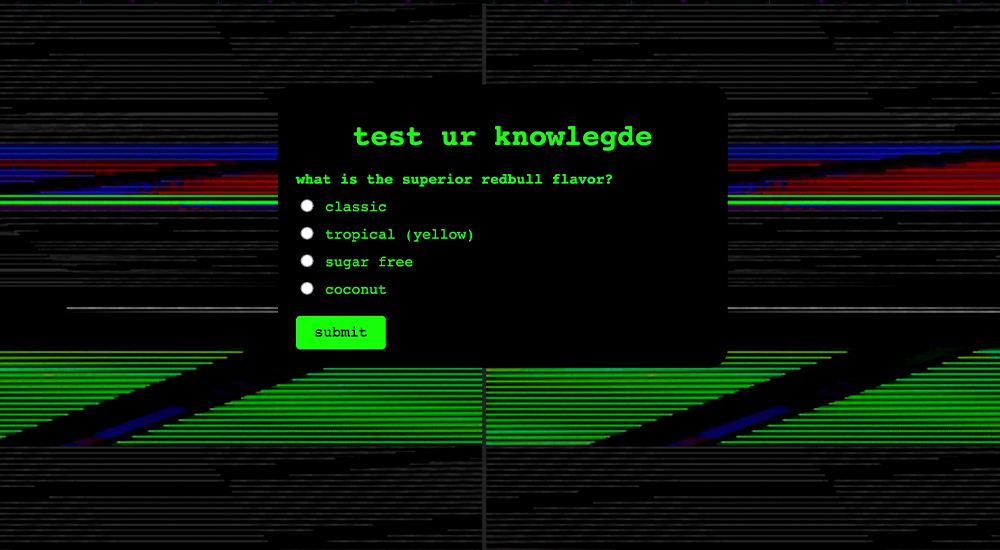 test ur knowlegde
what is the superior redbull flavor?
classic
tropical (yellow)
sugar free
coconut
submit